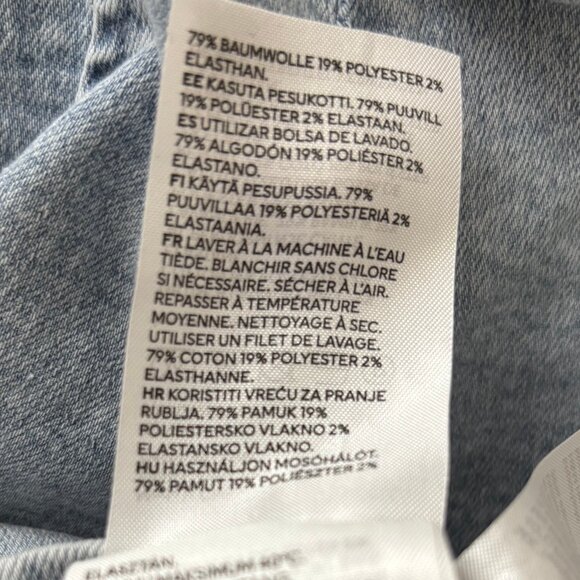 79% BAUMWOLLE 19% POLYESTER 2%
ELASTHAN.
EE KASUTA PESUKOTTI. 79% PUUVILL
19% POLÜESTER 2% ELASTAAN.
ES UTILIZAR BOLSA DE LAVADO.
79% ALGODÓN 19% POLIÉSTER 2%
ELASTANO.
FI KÄYTÄ PESUPUSSIA. 79%
PUUVILLAA 19% POLYESTERIÄ 2%
ELASTAANIA.
FR LAVER À LA MACHINE À L'EAU
TIÈDE. BLANCHIR SANS CHLORE
SI NÉCESSAIRE. SÉCHER À L'AIR.
REPASSER À TEMPÉRATURE
MOYENNE. NETTOYAGE À SEC.
UTILISER UN FILET DE LAVAGE.
79% COTON 19% POLYESTER 2%
ELASTHANNE.
HR KORISTITI VREĆU ZA PRANJE
RUBLJA. 79% PAMUK 19%
POLIESTERSKO VLAKNO 2%
ELASTANSKO VLAKNO.
HU HASZNÁLJON MOSÓHÁLÓT.
79% PAMUT 19% POLIÉSZTER 2%
ELASZTÁN.